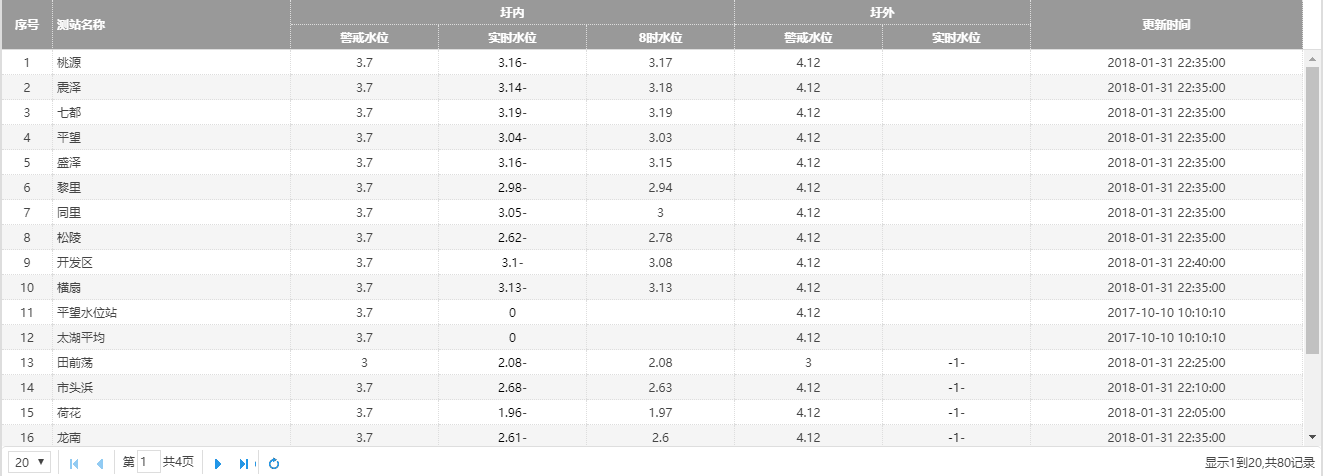 序号 测站名称 圩内 圩外 更新时间
警戒水位 实时水位 8时水位 警戒水位 实时水位
1 桃源 3.7 3.16- 3.17 4.12 2018-01-31 22:35:00
2 震泽 3.7 3.14- 3.18 4.12 2018-01-31 22:35:00
3 七都 3.7 3.19- 3.19 4.12 2018-01-31 22:35:00
4 平望 3.7 3.04- 3.03 4.12 2018-01-31 22:35:00
5 盛泽 3.7 3.16- 3.15 4.12 2018-01-31 22:35:00
6 黎里 3.7 2.98- 2.94 4.12 2018-01-31 22:35:00
7 同里 3.7 3.05- 3 4.12 2018-01-31 22:35:00
8 松陵 3.7 2.62- 2.78 4.12 2018-01-31 22:35:00
9 开发区 3.7 3.1- 3.08 4.12 2018-01-31 22:40:00
10 横扇 3.7 3.13- 3.13 4.12 2018-01-31 22:35:00
11 平望水位站 3.7 0 4.12 2017-10-10 10:10:10
12 太湖平均 3.7 0 4.12 2017-10-10 10:10:10
13 田前荡 3 2.08- 2.08 3 -1- 2018-01-31 22:25:00
14 市头浜 3.7 2.68- 2.63 4.12 -1- 2018-01-31 22:10:00
15 荷花 3.7 1.96- 1.97 4.12 -1- 2018-01-31 22:05:00
16 龙南 3.7 2.61- 2.6 4.12 -1- 2018-01-31 22:35:00
20 第 1 共4页 显示1到20,共80记录